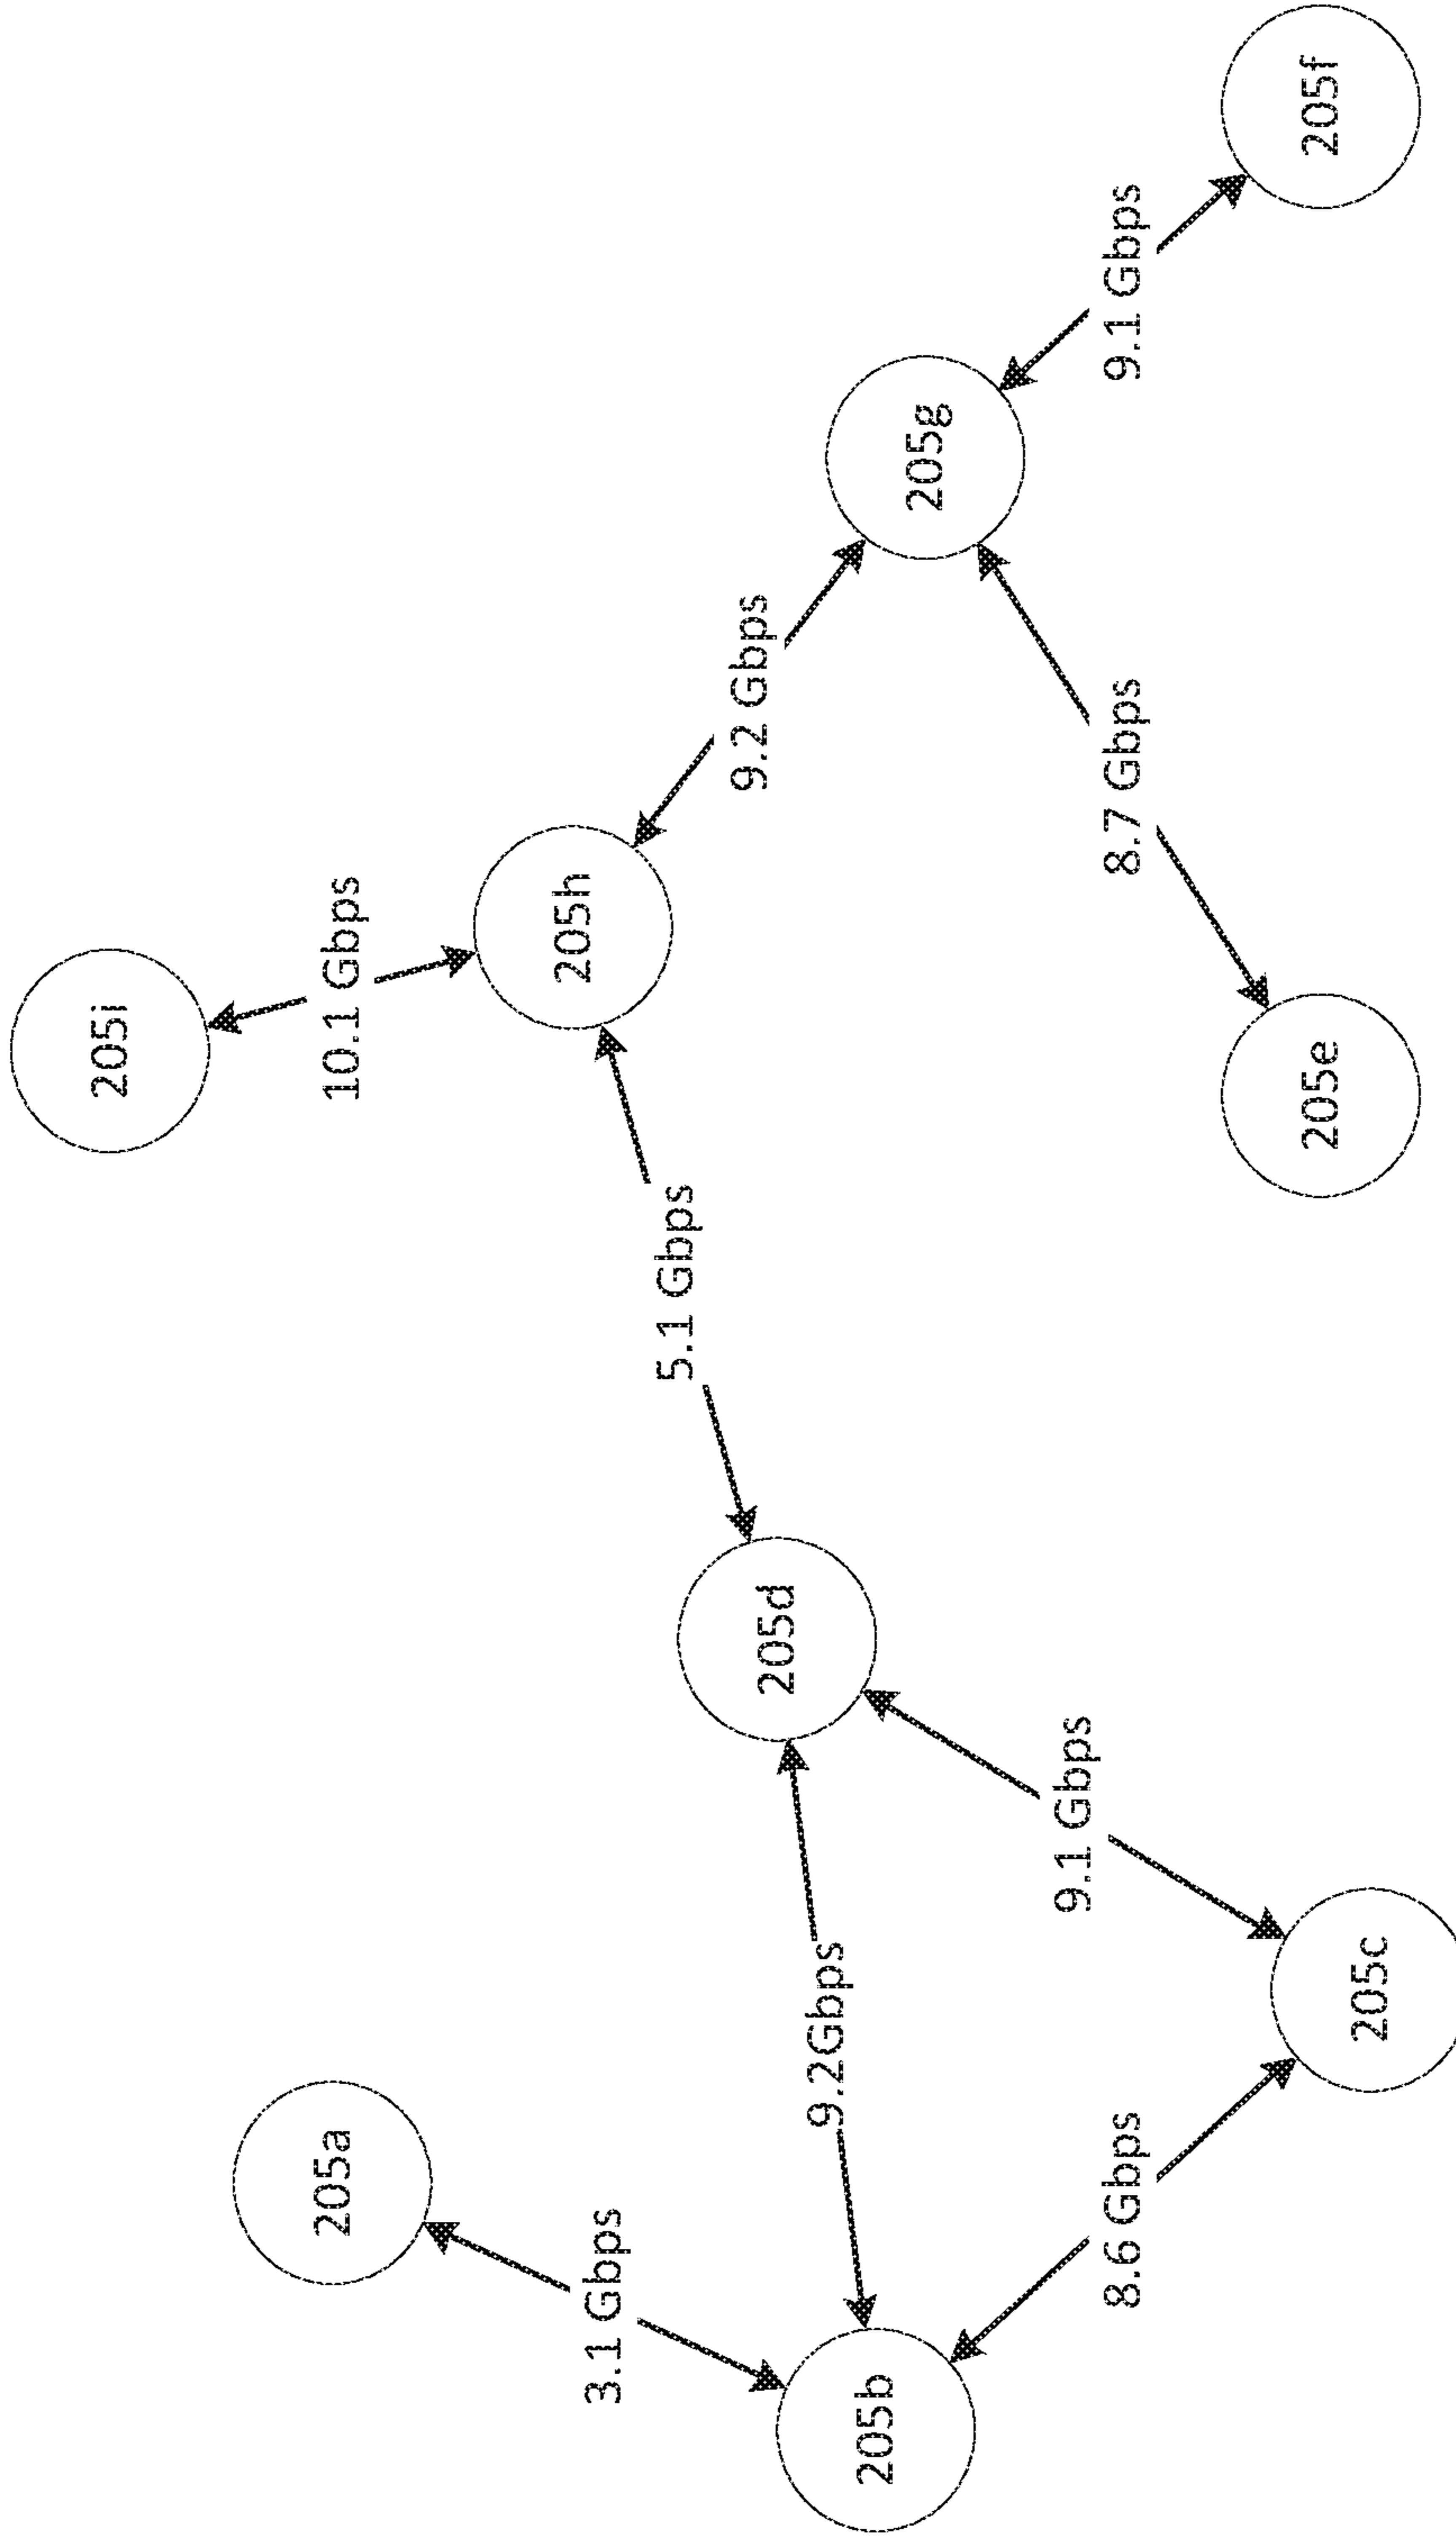 205i
10.1 Gbps
205h
205a
3.1 Gbps
5.1 Gbps
9.2 Gbps
205d
205b
9.2Gbps
205g
9.1 Gbps
8.6 Gbps
8.7 Gbps
9.1 Gbps
205c
205e
205f